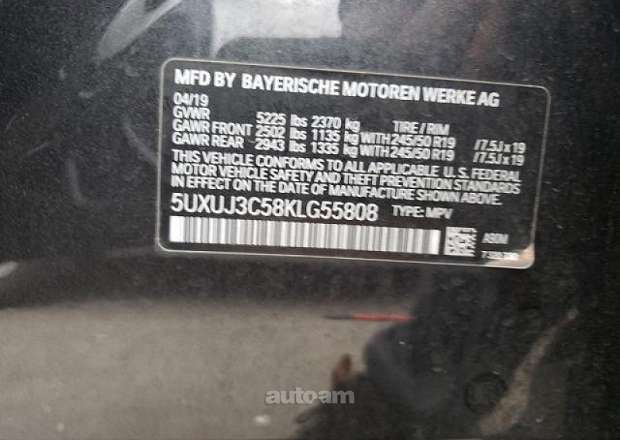 MFD BY BAYERISCHE MOTOREN WERKE AG
04/19
GVWR 5225 lbs 2370 kg TIRE/RIM
GAWR FRONT 2502 lbs 1135 kg WITH 245/50 R19 /7.5J x 19
GAWR REAR 2943 lbs 1335 kg WITH 245/50 R19 /7.5J x 19
THIS VEHICLE CONFORMS TO ALL APPLICABLE U.S. FEDERAL
MOTOR VEHICLE SAFETY AND THEFT PREVENTION STANDARDS
IN EFFECT ON THE DATE OF MANUFACTURE SHOWN ABOVE.
5UXUJ3C58KLG55808 TYPE: MPV
A90M
autoam